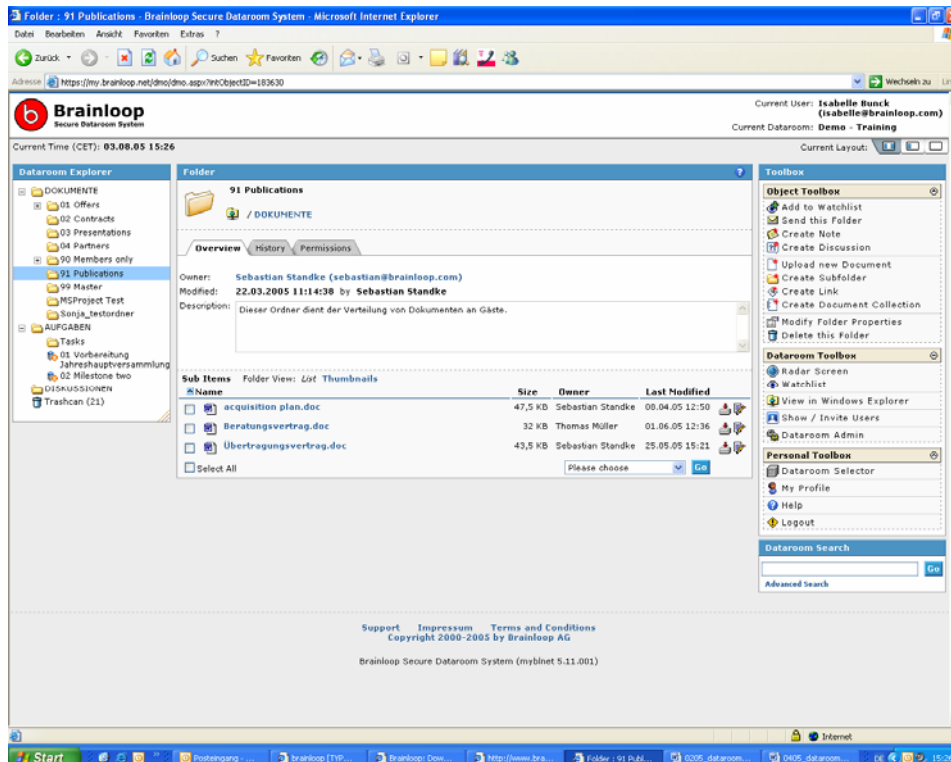 Folder : 91 Publications - Brainloop Secure Dataroom System - Microsoft Internet Explorer
Datei Bearbeiten Ansicht Favoriten Extras ?
Zurück Suchen Favoriten
Adresse https://my.brainloop.net/dmo/dmo.aspx?intObjectID=183630 Wechseln zu
Brainloop
Secure Dataroom System
Current User: Isabelle Bunck
(isabelle@brainloop.com)
Current Dataroom: Demo - Training
Current Time (CET): 03.08.05 15:26
Current Layout:
Dataroom Explorer
DOKUMENTE
01 Offers
02 Contracts
03 Presentations
04 Partners
90 Members only
91 Publications
99 Master
MSProject Test
Sonja_testordner
AUFGABEN
Tasks
01 Vorbereitung
Jahreshauptversammlung
02 Milestone two
DISKUSSIONEN
Trashcan (21)
Folder ?
91 Publications
/ DOKUMENTE
Overview History Permissions
Owner: Sebastian Standke (sebastian@brainloop.com)
Modified: 22.03.2005 11:14:38 by Sebastian Standke
Description: Dieser Ordner dient der Verteilung von Dokumenten an Gäste.
Sub Items Folder View: List Thumbnails
Name Size Owner Last Modified
acquisition plan.doc 47,5 KB Sebastian Standke 08.04.05 12:50
Beratungsvertrag.doc 32 KB Thomas Müller 01.06.05 12:36
Übertragungsvertrag.doc 43,5 KB Sebastian Standke 25.05.05 15:21
Select All Please choose Go
Toolbox
Object Toolbox
Add to Watchlist
Send this Folder
Create Note
Create Discussion
Upload new Document
Create Subfolder
Create Link
Create Document Collection
Modify Folder Properties
Delete this Folder
Dataroom Toolbox
Radar Screen
Watchlist
View in Windows Explorer
Show / Invite Users
Dataroom Admin
Personal Toolbox
Dataroom Selector
My Profile
Help
Logout
Dataroom Search
Go
Advanced Search
Support Impressum Terms and Conditions
Copyright 2000-2005 by Brainloop AG
Brainloop Secure Dataroom System (myblnet 5.11.001)
Internet
Start Posteingang - ... brainloop [TYP... Brainloop: Dow... http://www.bra... Folder : 91 Publ... 0205_dataroom... 0405_dataroom... DE